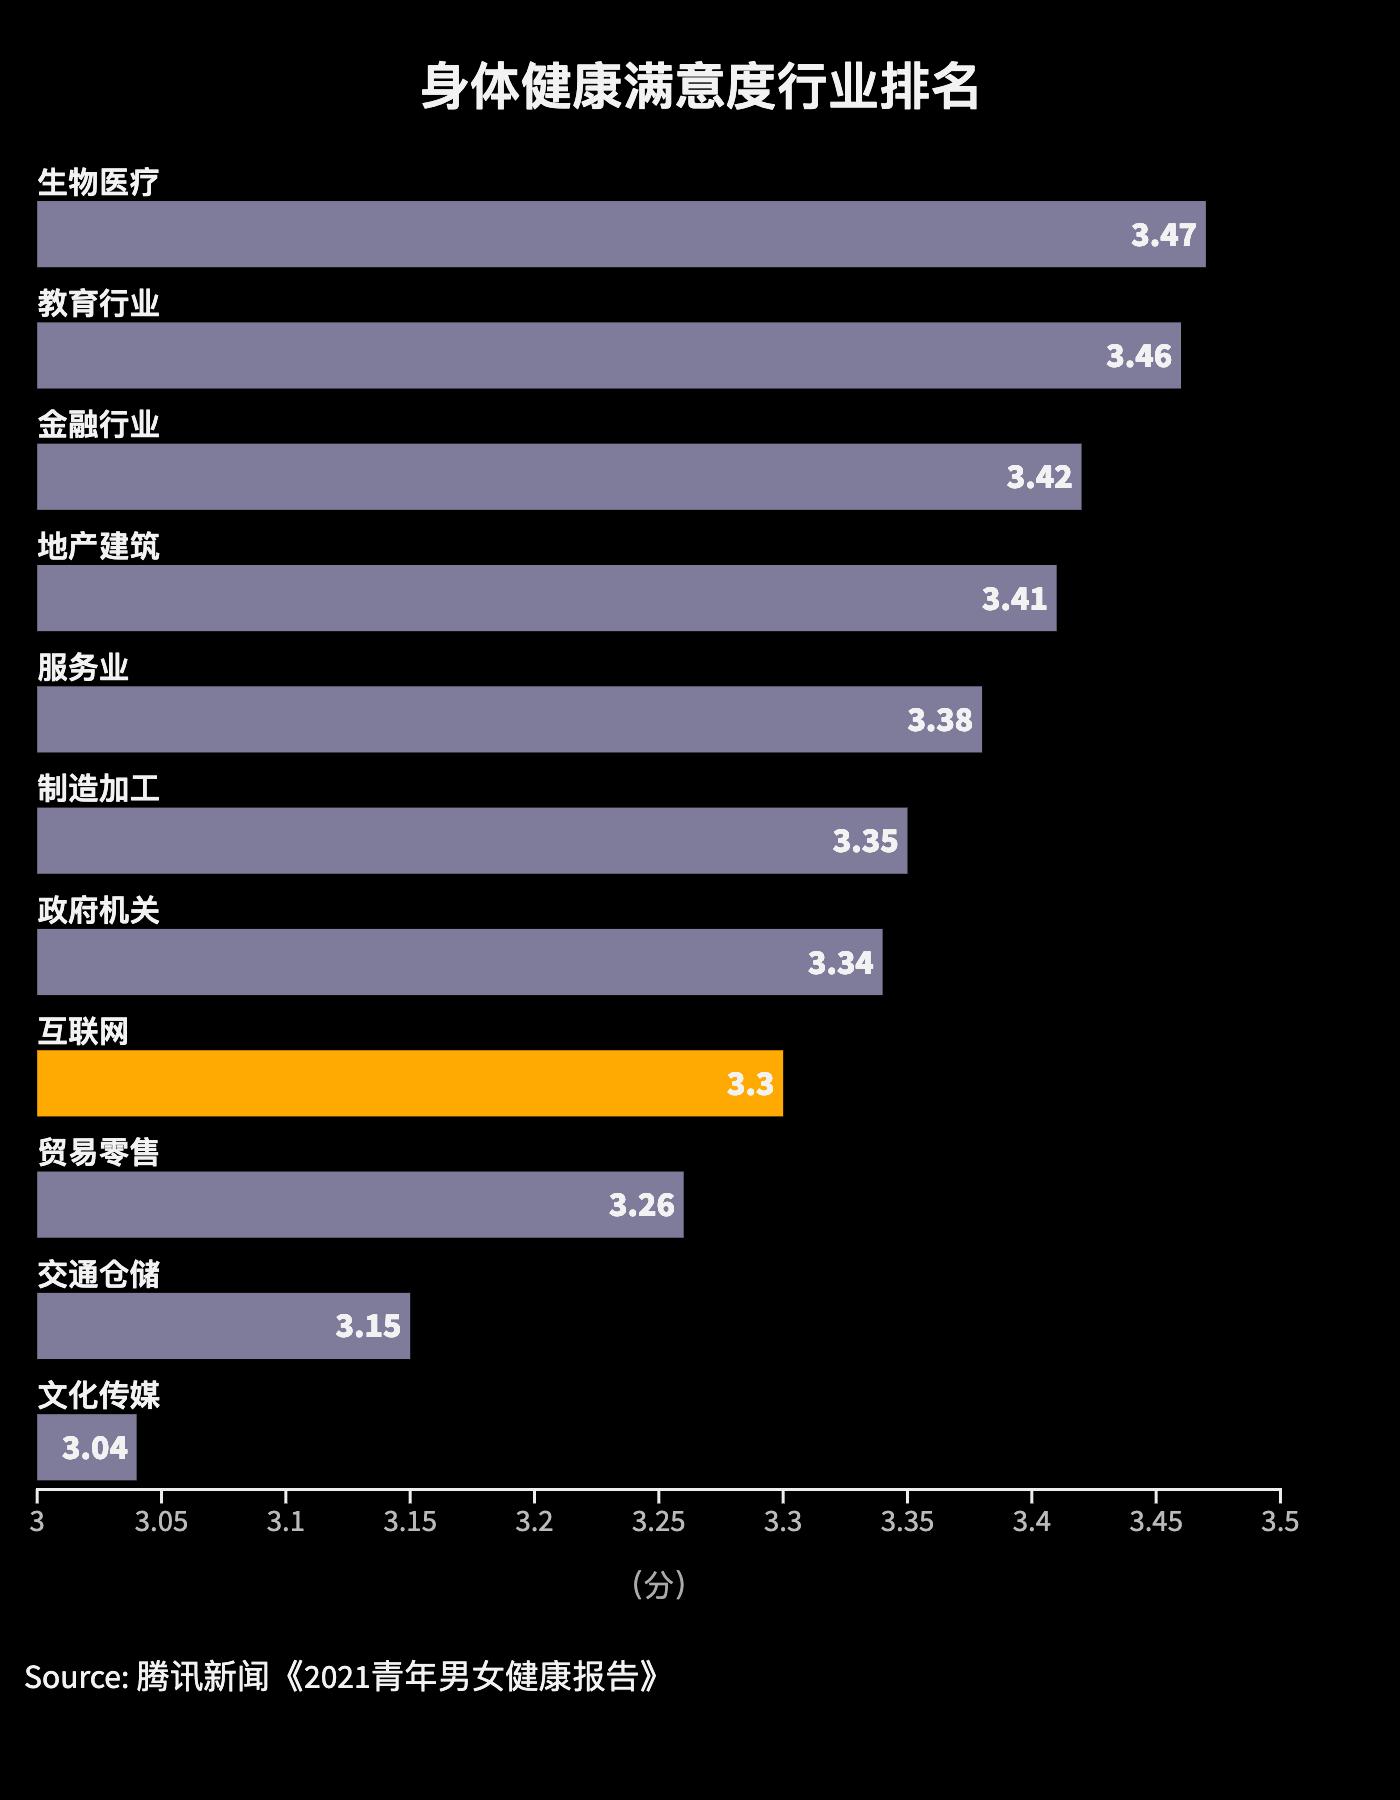 身体健康满意度行业排名
生物医疗
3.47
教育行业
3.46
金融行业
3.42
地产建筑
3.41
服务业
3.38
制造加工
3.35
政府机关
3.34
互联网
3.3
贸易零售
3.26
交通仓储
3.15
文化传媒
3.04
3 3.05 3.1 3.15 3.2 3.25 3.3 3.35 3.4 3.45 3.5
(分)
Source: 腾讯新闻《2021青年男女健康报告》